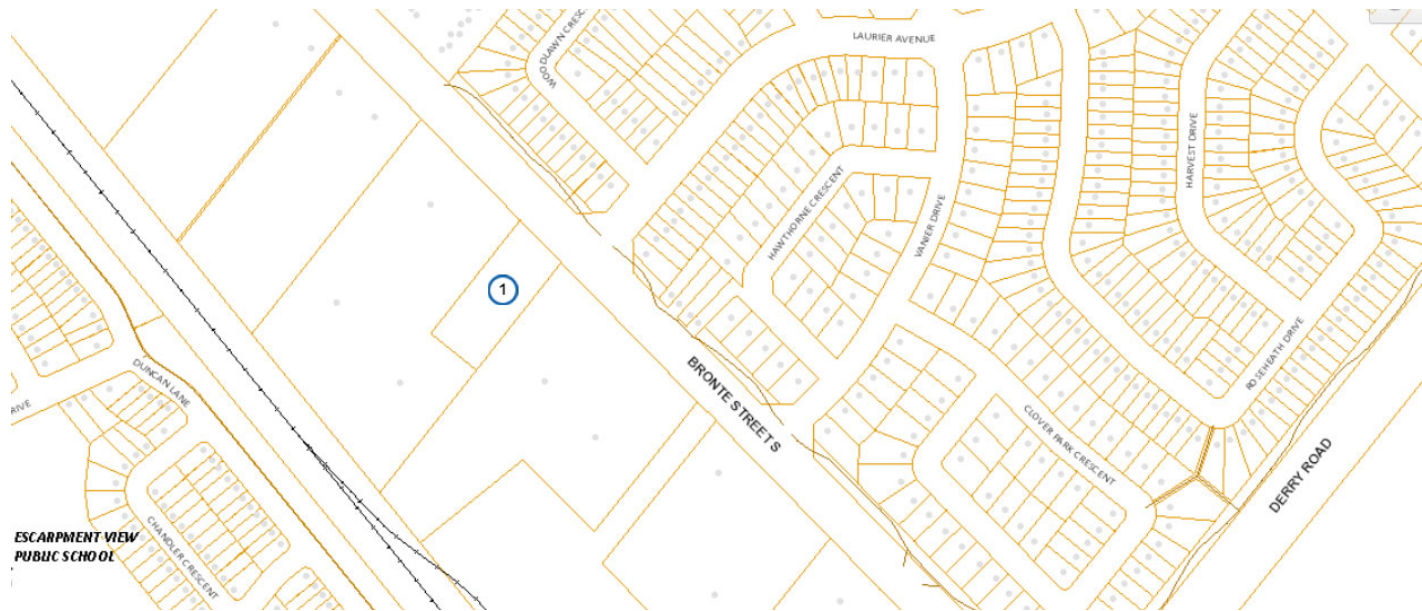 WOODLAWN CRESC
LAURIER AVENUE
HARVEST DRIVE
HAWTHORNE CRESCENT
VANIER DRIVE
1
DUNCAN LANE
RIVE
BRONTE STREET S
ROSEHEATH DRIVE
CLOVER PARK CRESCENT
DERRY ROAD
CHANDLER CRESCENT
ESCARPMENT VIEW
PUBLIC SCHOOL